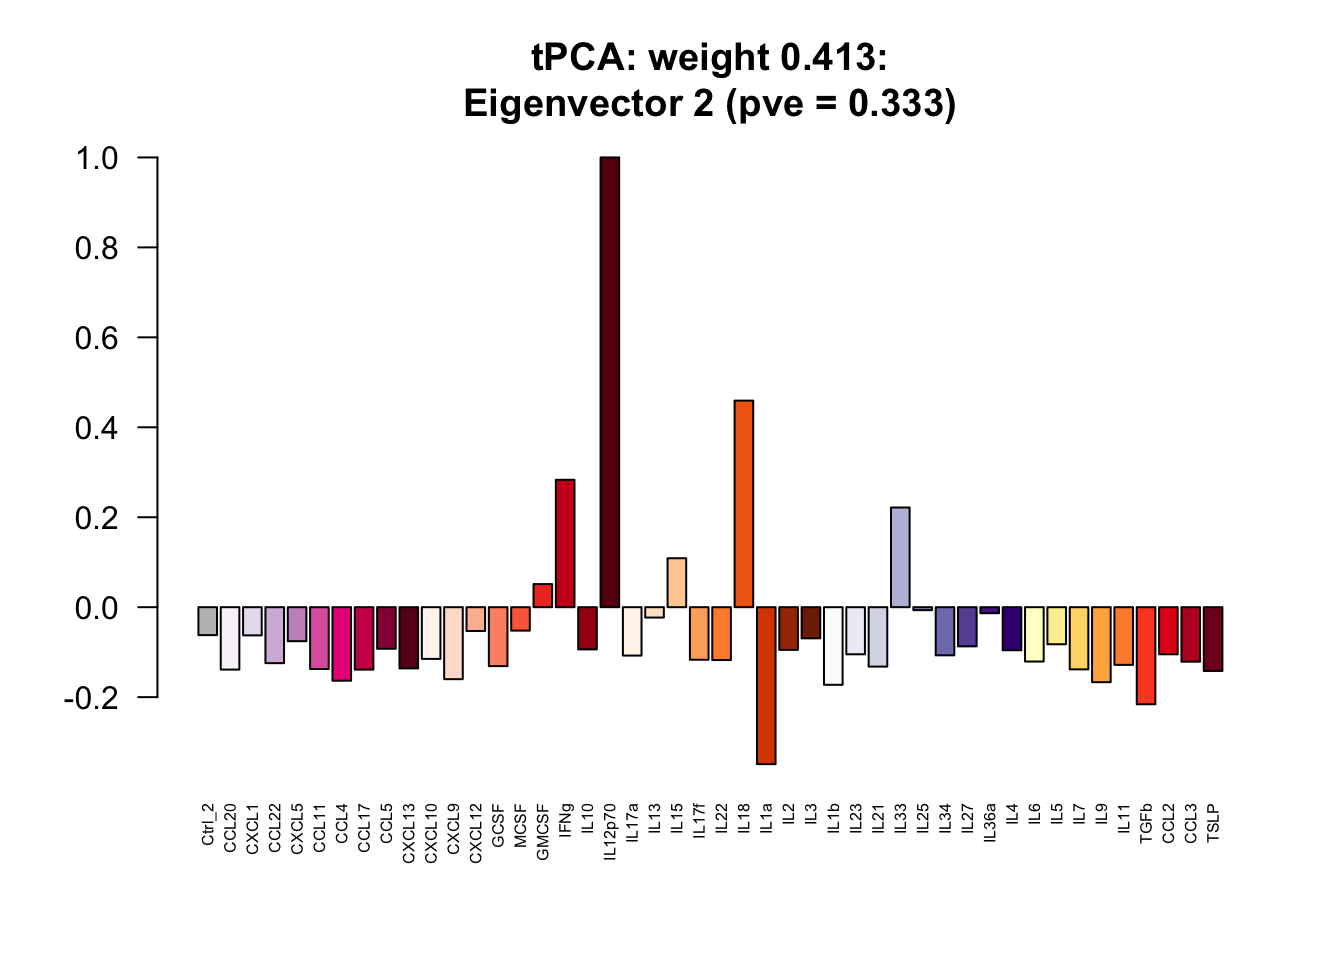 tPCA: weight 0.413:
Eigenvector 2 (pve = 0.333)
1.0
0.8
0.6
0.4
0.2
0.0
-0.2
Ctrl_2
CCL20
CXCL1
CCL22
CXCL5
CCL11
CCL4
CCL17
CCL5
CXCL13
CXCL10
CXCL9
CXCL12
GCSF
MCSF
GMCSF
IFNg
IL10
IL12p70
IL17a
IL13
IL15
IL17f
IL22
IL18
IL1a
IL2
IL3
IL1b
IL23
IL21
IL33
IL25
IL34
IL27
IL36a
IL4
IL6
IL5
IL7
IL9
IL11
TGFb
CCL2
CCL3
TSLP